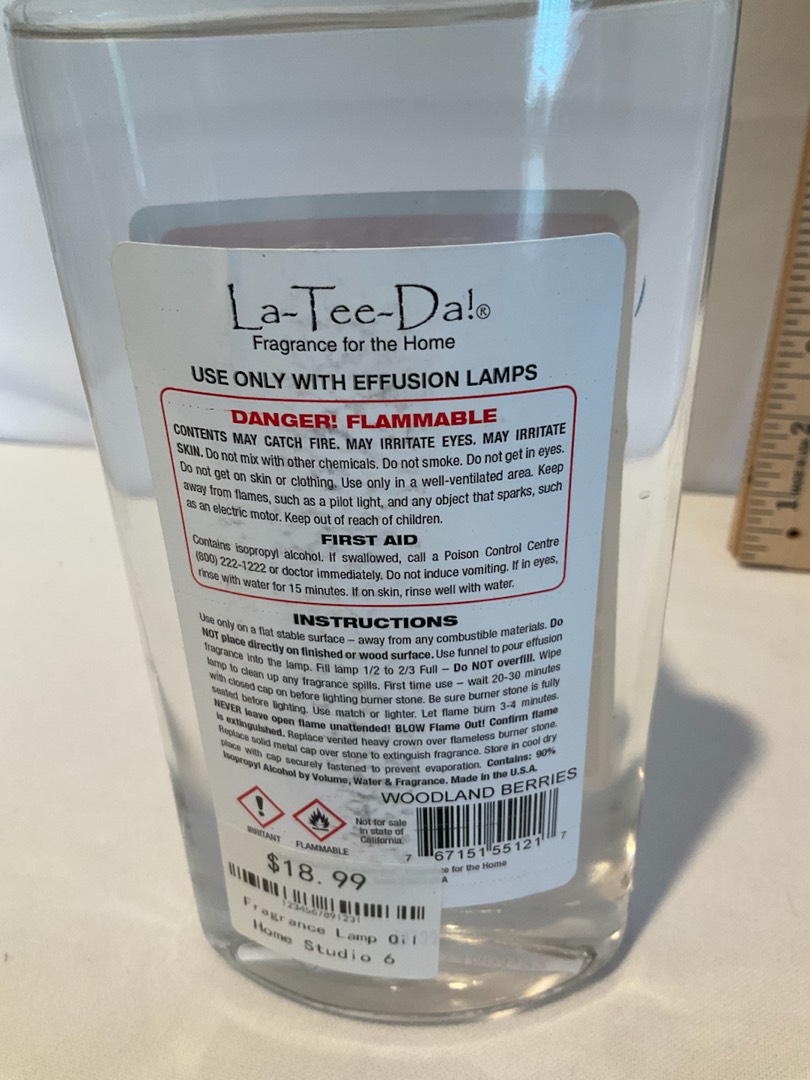 La-Tee-Da!®
Fragrance for the Home
USE ONLY WITH EFFUSION LAMPS
DANGER! FLAMMABLE
CONTENTS MAY CATCH FIRE. MAY IRRITATE EYES. MAY IRRITATE
SKIN. Do not mix with other chemicals. Do not smoke. Do not get in eyes.
Do not get on skin or clothing. Use only in a well-ventilated area. Keep
away from flames, such as a pilot light, and any object that sparks, such
as an electric motor. Keep out of reach of children.
FIRST AID
Contains isopropyl alcohol. If swallowed, call a Poison Control Centre
(800) 222-1222 or doctor immediately. Do not induce vomiting. If in eyes,
rinse with water for 15 minutes. If on skin, rinse well with water.
INSTRUCTIONS
Use only on a flat stable surface – away from any combustible materials. Do
NOT place directly on finished or wood surface. Use funnel to pour effusion
fragrance into the lamp. Fill lamp 1/2 to 2/3 Full – Do NOT overfill. Wipe
lamp to clean up any fragrance spills. First time use – wait 20-30 minutes
with closed cap on before lighting burner stone. Be sure burner stone is fully
seated before lighting. Use match or lighter. Let flame burn 3-4 minutes.
NEVER leave open flame unattended! BLOW Flame Out! Confirm flame
is extinguished. Replace vented heavy crown over flameless burner stone.
Replace solid metal cap over stone to extinguish fragrance. Store in cool dry
place with cap securely fastened to prevent evaporation. Contains: 90%
Isopropyl Alcohol by Volume, Water & Fragrance. Made in the U.S.A.
WOODLAND BERRIES
IRRITANT
FLAMMABLE
Not for sale
in state of
California.
7 67151 55121 7
e for the Home
A
$18.99
123456789123
Fragrance Lamp Oil
Home Studio 6
1
2